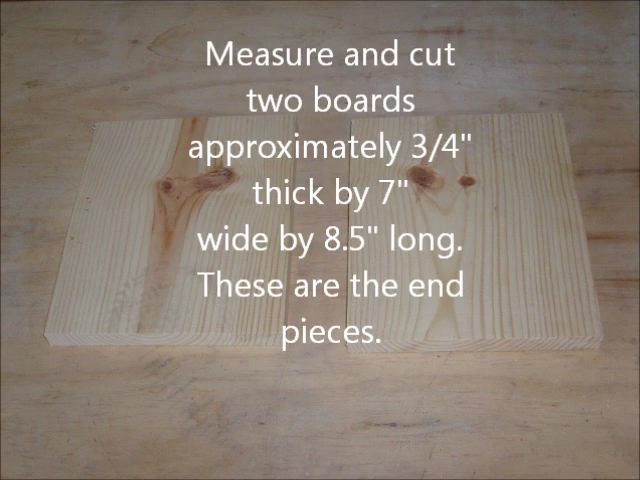 Measure and cut
two boards
approximately 3/4"
thick by 7"
wide by 8.5" long.
These are the end
pieces.